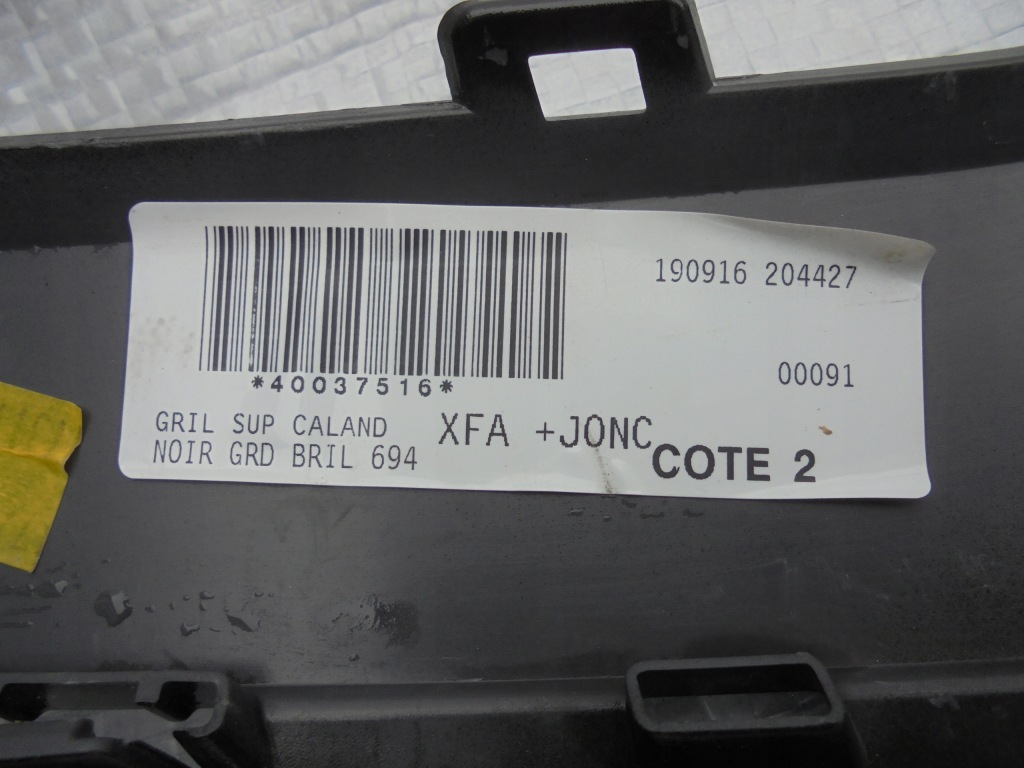 190916 204427
*40037516*
00091
GRIL SUP CALAND XFA +JONC
NOIR GRD BRIL 694 COTE 2